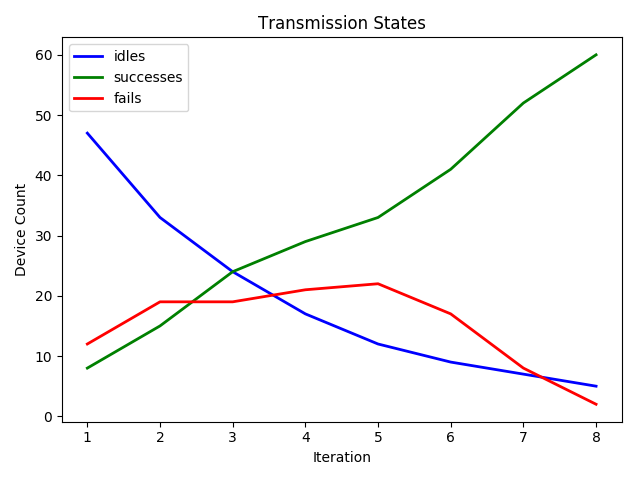 Transmission States
idles
successes
fails
Device Count
60
50
40
30
20
10
0
1 2 3 4 5 6 7 8
Iteration